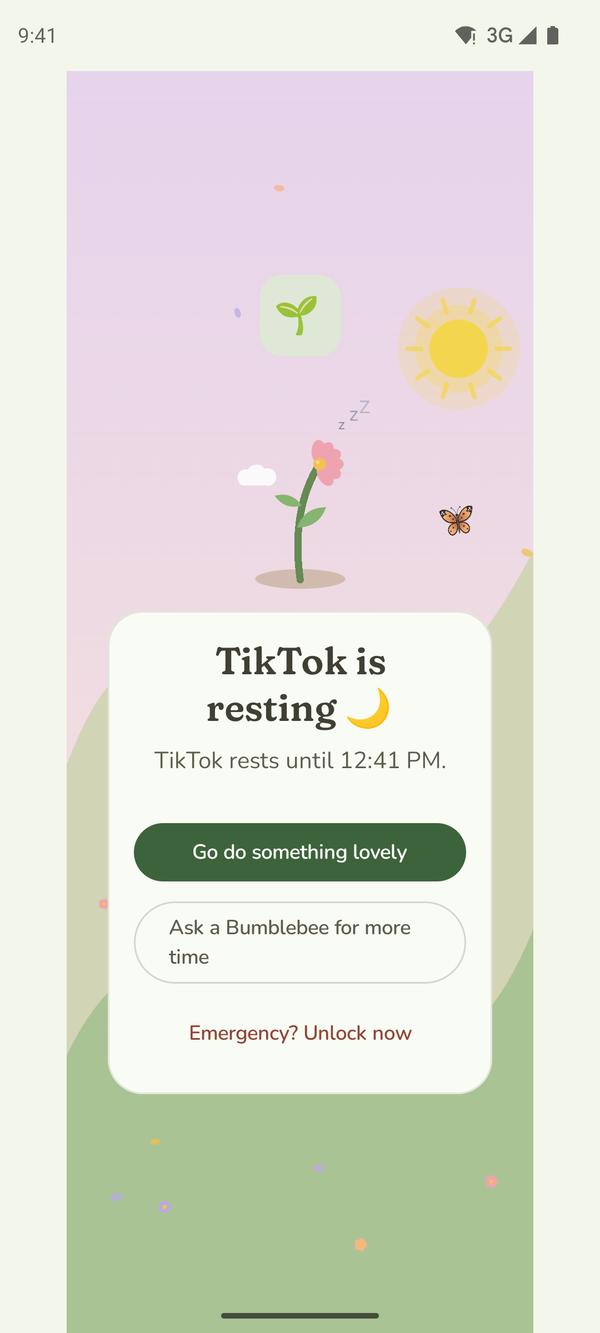 9:41
3G
z
z
Z
TikTok is
resting 🌙
TikTok rests until 12:41 PM.
Go do something lovely
Ask a Bumblebee for more
time
Emergency? Unlock now